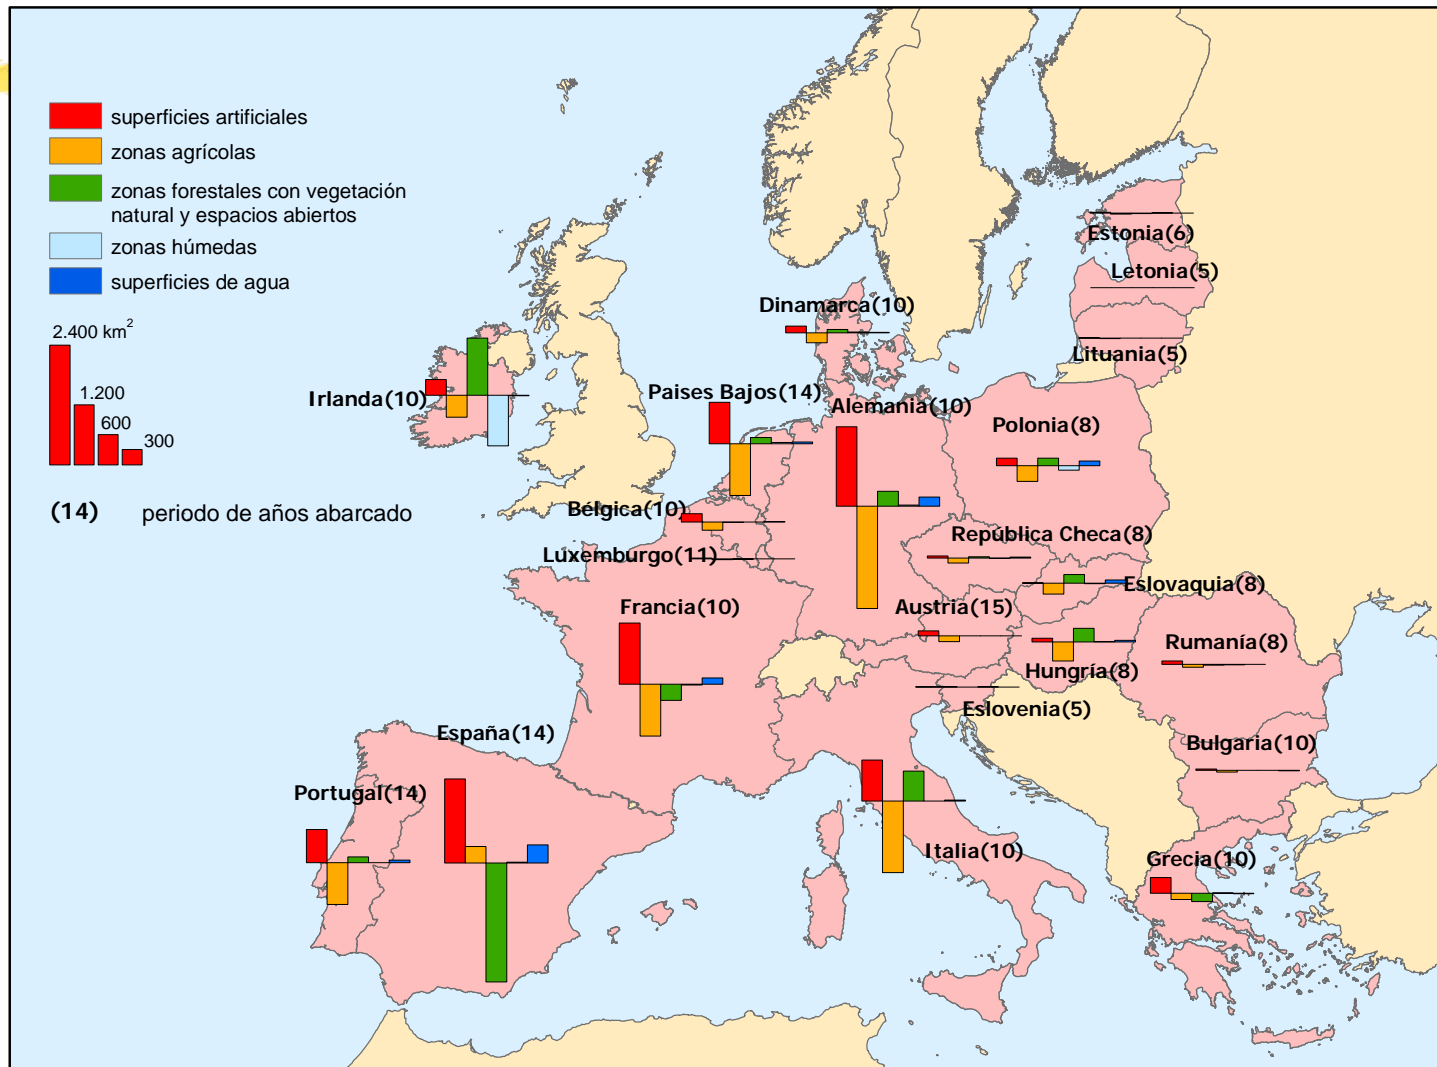 superficies artificiales
zonas agrícolas
zonas forestales con vegetación
natural y espacios abiertos
zonas húmedas
superficies de agua
2.400 km²
1.200
600
300
(14) periodo de años abarcado
Estonia(6)
Letonia(5)
Dinamarca(10)
Lituania(5)
Irlanda(10)
Paises Bajos(14)
Alemania(10)
Polonia(8)
Bélgica(10)
República Checa(8)
Luxemburgo(11)
Eslovaquia(8)
Francia(10)
Austria(15)
Rumanía(8)
Hungría(8)
Eslovenia(5)
España(14)
Bulgaria(10)
Portugal(14)
Italia(10)
Grecia(10)